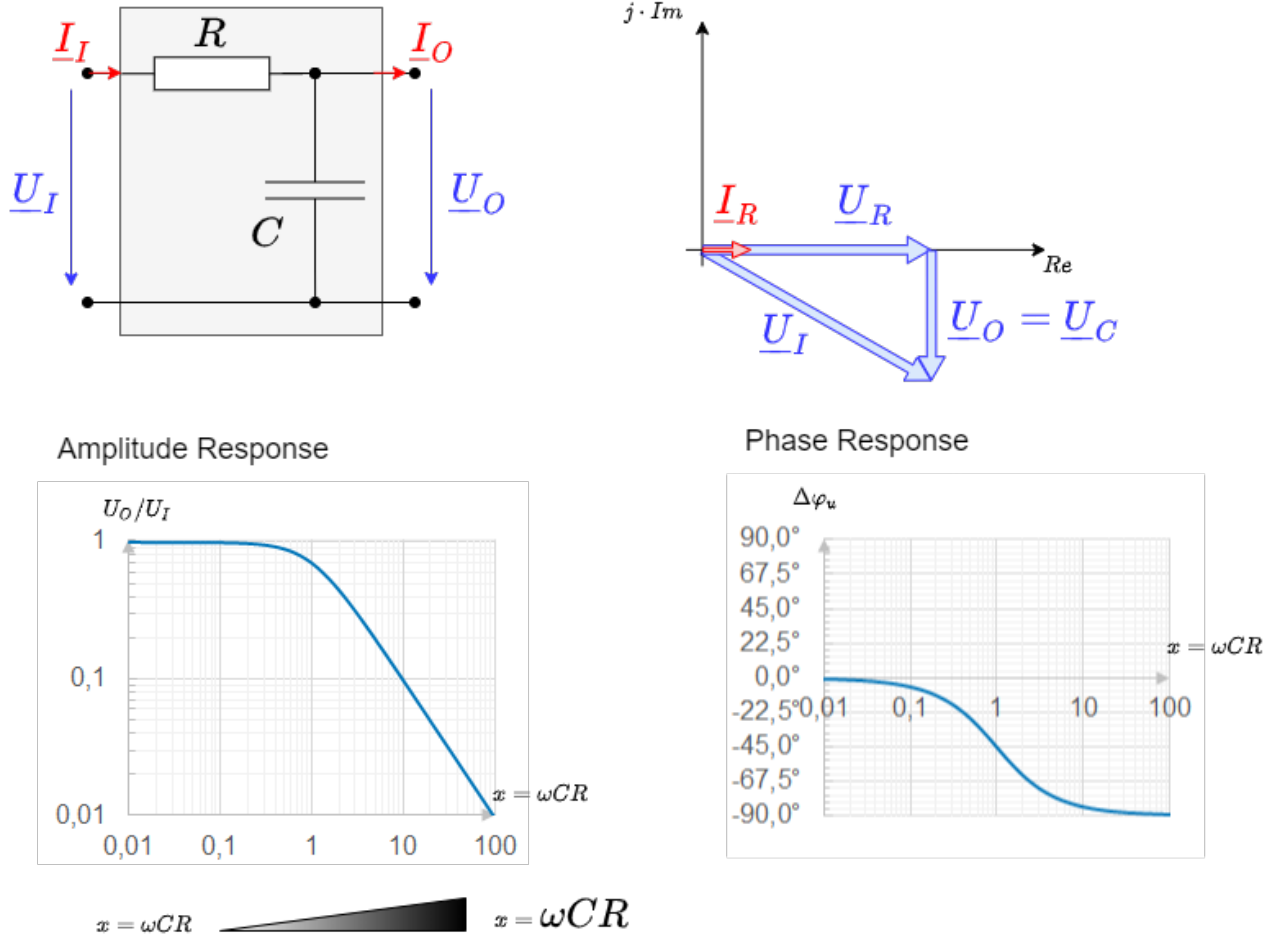 I_I
R
I_O
U_I
U_O
C
j · Im
I_R
U_R
Re
U_I
U_O = U_C
Amplitude Response
U_O/U_I
1
0,1
0,01
x = ωCR
0,01 0,1 1 10 100
Phase Response
Δφ_u
90,0°
67,5°
45,0°
22,5°
x = ωCR
0,0°
-22,5° 0,01 0,1 1 10 100
-45,0°
-67,5°
-90,0°
x = ωCR
x = ωCR